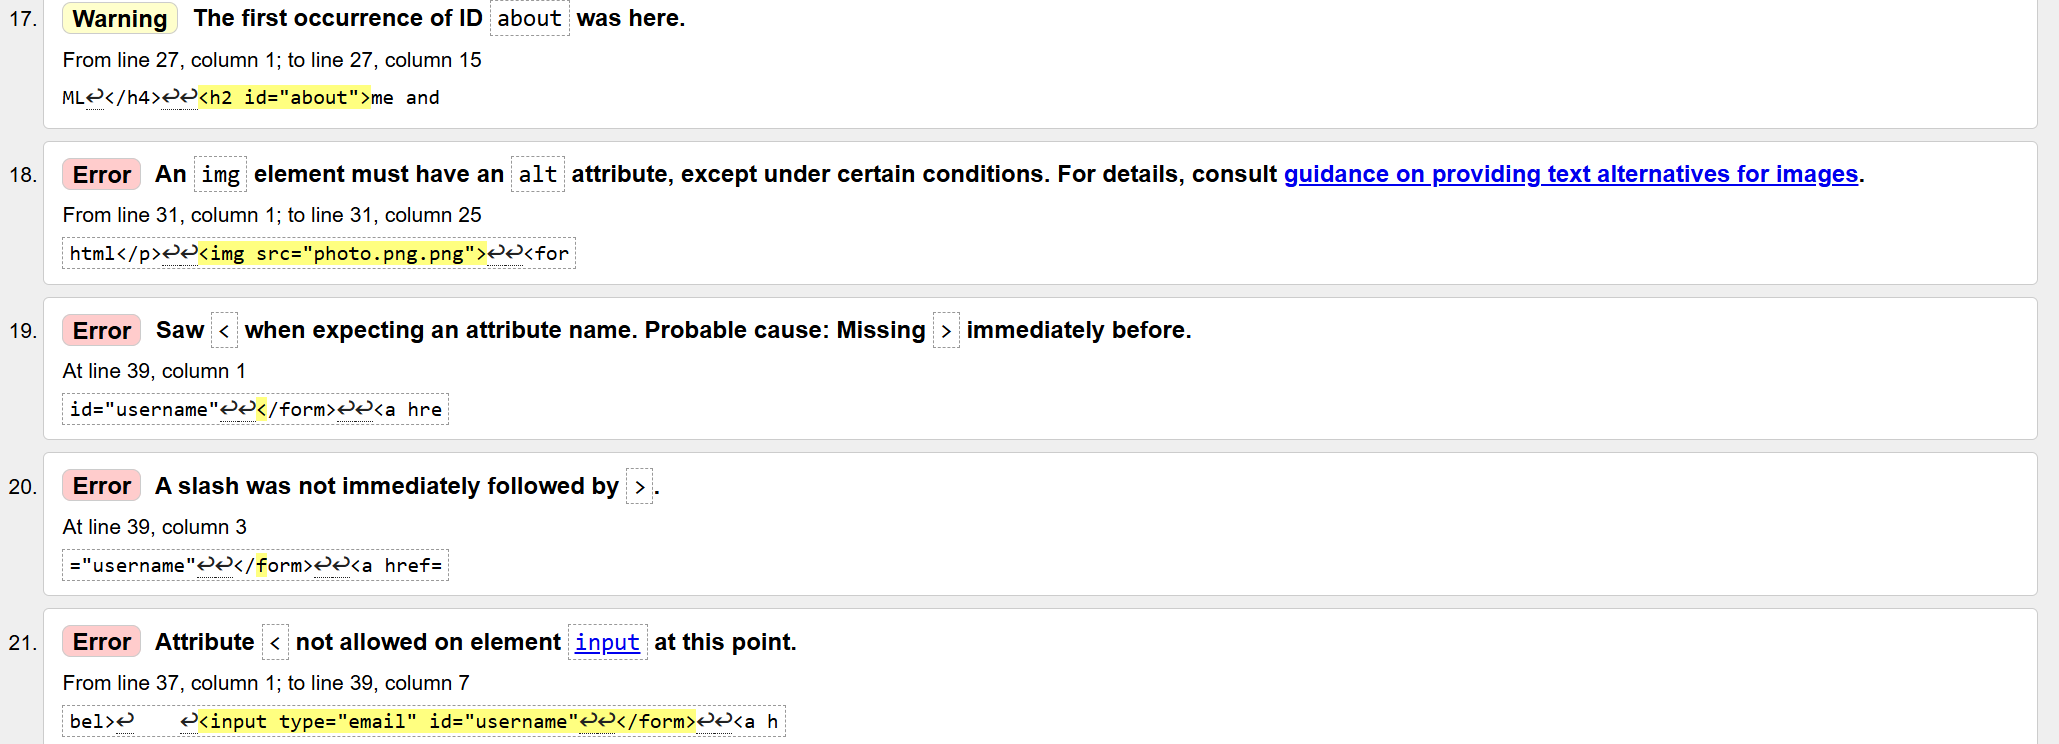 17. Warning The first occurrence of ID about was here.
From line 27, column 1; to line 27, column 15
ML↩</h4>↩↩<h2 id="about">me and
18. Error An img element must have an alt attribute, except under certain conditions. For details, consult guidance on providing text alternatives for images.
From line 31, column 1; to line 31, column 25
html</p>↩↩<img src="photo.png.png">↩↩<for
19. Error Saw < when expecting an attribute name. Probable cause: Missing > immediately before.
At line 39, column 1
id="username"↩↩</form>↩↩<a hre
20. Error A slash was not immediately followed by >.
At line 39, column 3
="username"↩↩</form>↩↩<a href=
21. Error Attribute < not allowed on element input at this point.
From line 37, column 1; to line 39, column 7
bel>↩    ↩<input type="email" id="username"↩↩</form>↩↩<a h